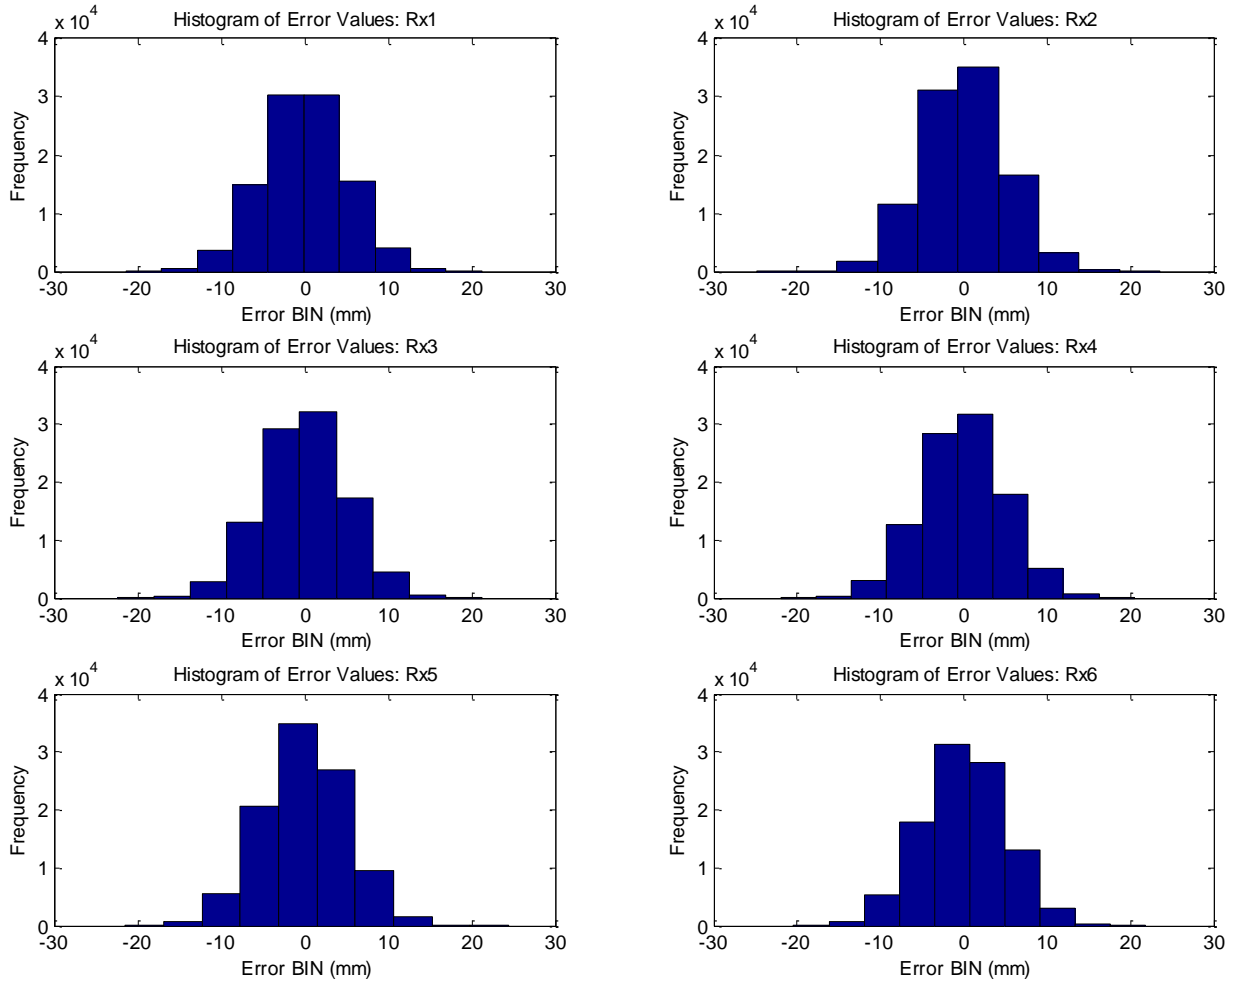 x 10^4
Histogram of Error Values: Rx1
Frequency
4
3
2
1
0
-30 -20 -10 0 10 20 30
Error BIN (mm)
x 10^4
Histogram of Error Values: Rx2
Frequency
4
3
2
1
0
-30 -20 -10 0 10 20 30
Error BIN (mm)
x 10^4
Histogram of Error Values: Rx3
Frequency
4
3
2
1
0
-30 -20 -10 0 10 20 30
Error BIN (mm)
x 10^4
Histogram of Error Values: Rx4
Frequency
4
3
2
1
0
-30 -20 -10 0 10 20 30
Error BIN (mm)
x 10^4
Histogram of Error Values: Rx5
Frequency
4
3
2
1
0
-30 -20 -10 0 10 20 30
Error BIN (mm)
x 10^4
Histogram of Error Values: Rx6
Frequency
4
3
2
1
0
-30 -20 -10 0 10 20 30
Error BIN (mm)